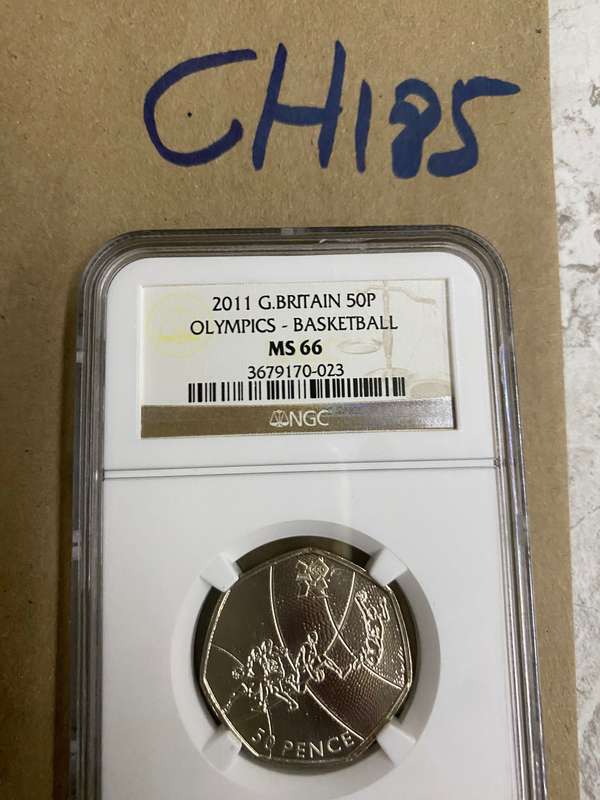 CH185
2011 G.BRITAIN 50P
OLYMPICS - BASKETBALL
MS 66
3679170-023
NGC
50 PENCE